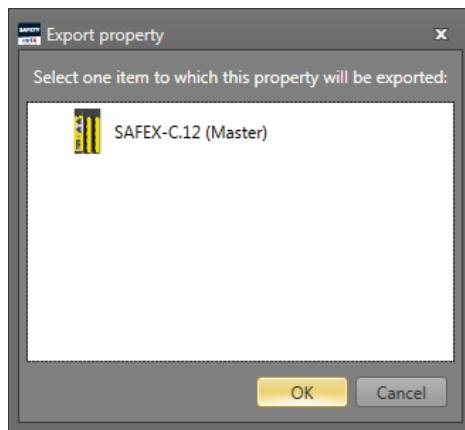 Export property
Select one item to which this property will be exported:
SAFEX-C.12 (Master)
OK
Cancel